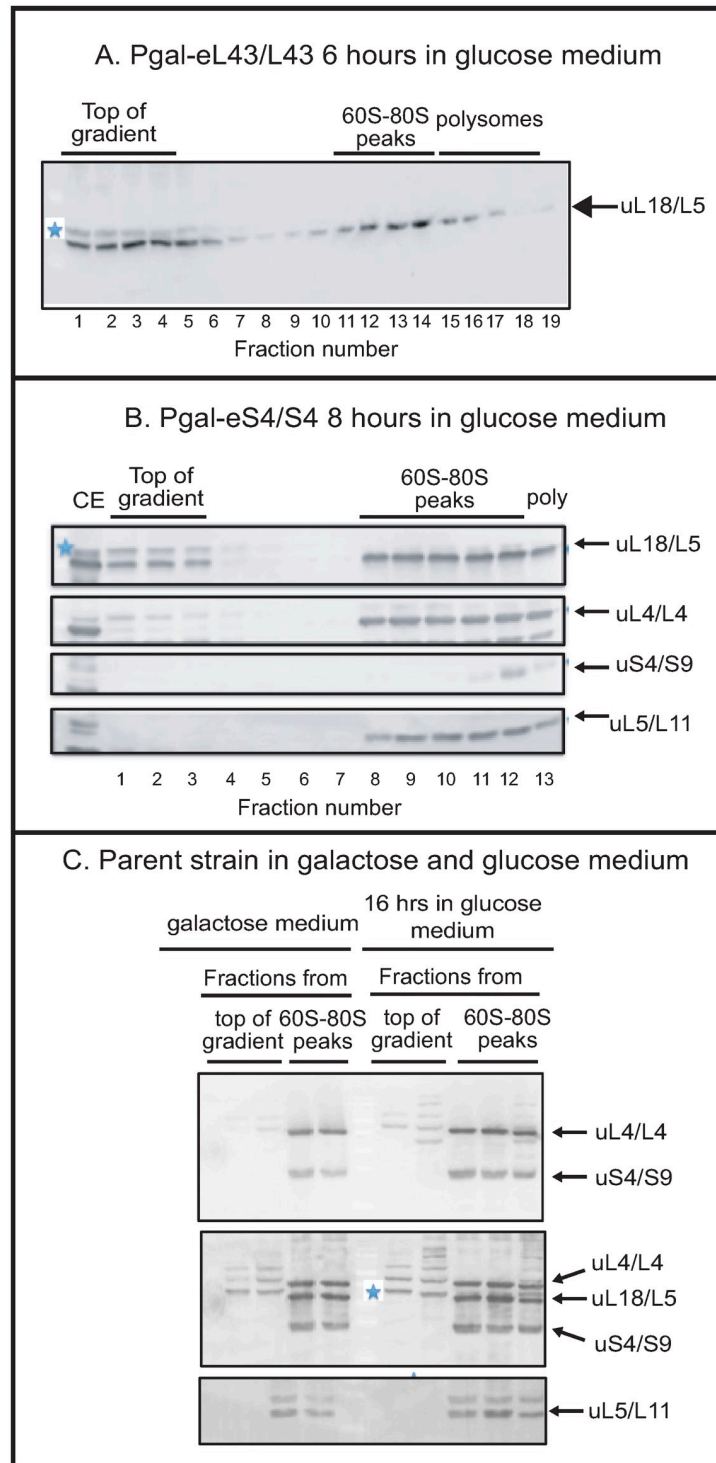 A. Pgal-eL43/L43 6 hours in glucose medium
Top of
gradient
60S-80S
peaks
polysomes
uL18/L5
1 2 3 4 5 6 7 8 9 10 11 12 13 14 15 16 17 18 19
Fraction number
B. Pgal-eS4/S4 8 hours in glucose medium
CE
Top of
gradient
60S-80S
peaks
poly
uL18/L5
uL4/L4
uS4/S9
uL5/L11
1 2 3 4 5 6 7 8 9 10 11 12 13
Fraction number
C. Parent strain in galactose and glucose medium
galactose medium
16 hrs in glucose
medium
Fractions from
Fractions from
top of
gradient
60S-80S
peaks
top of
gradient
60S-80S
peaks
uL4/L4
uS4/S9
uL4/L4
uL18/L5
uS4/S9
uL5/L11